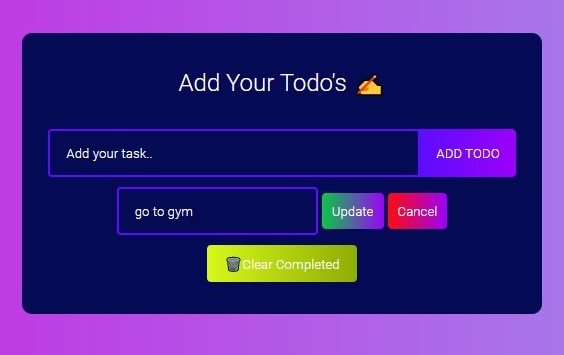 Add Your Todo's ✍
Add your task..
ADD TODO
go to gym
Update
Cancel
🗑Clear Completed